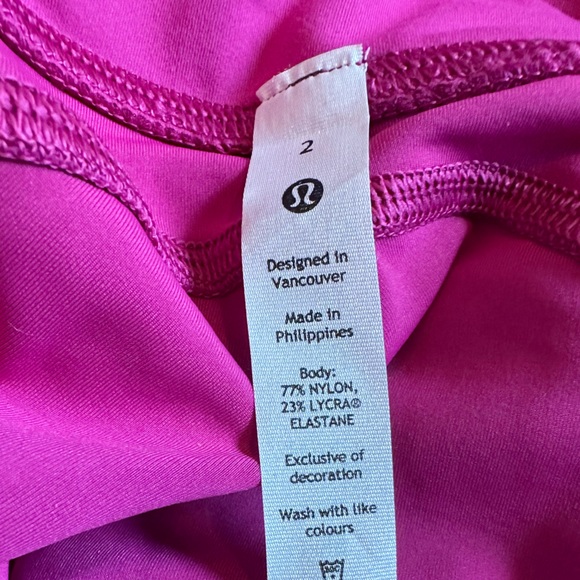 2
Designed in
Vancouver
Made in
Philippines
Body:
77% NYLON,
23% LYCRA®
ELASTANE
Exclusive of
decoration
Wash with like
colours
30C